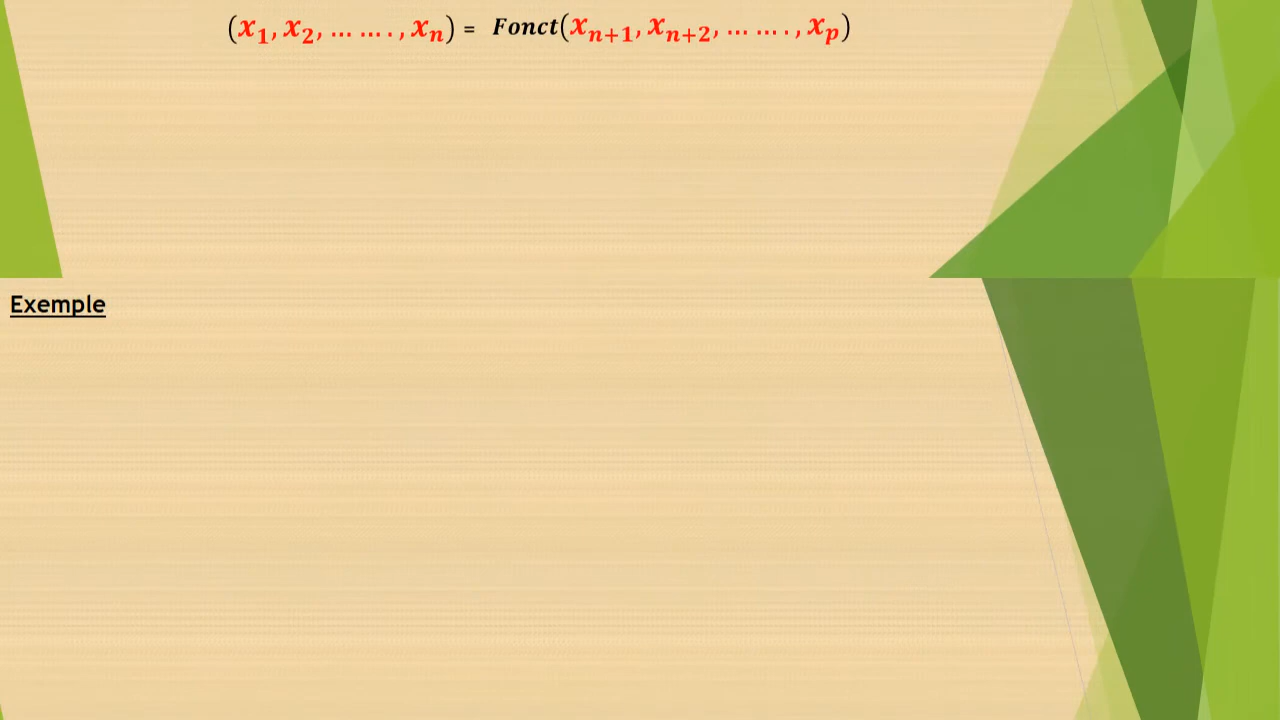 (x₁, x₂, … … . , xₙ) = Fonct(xₙ₊₁, xₙ₊₂, … … . , xₚ)
Exemple